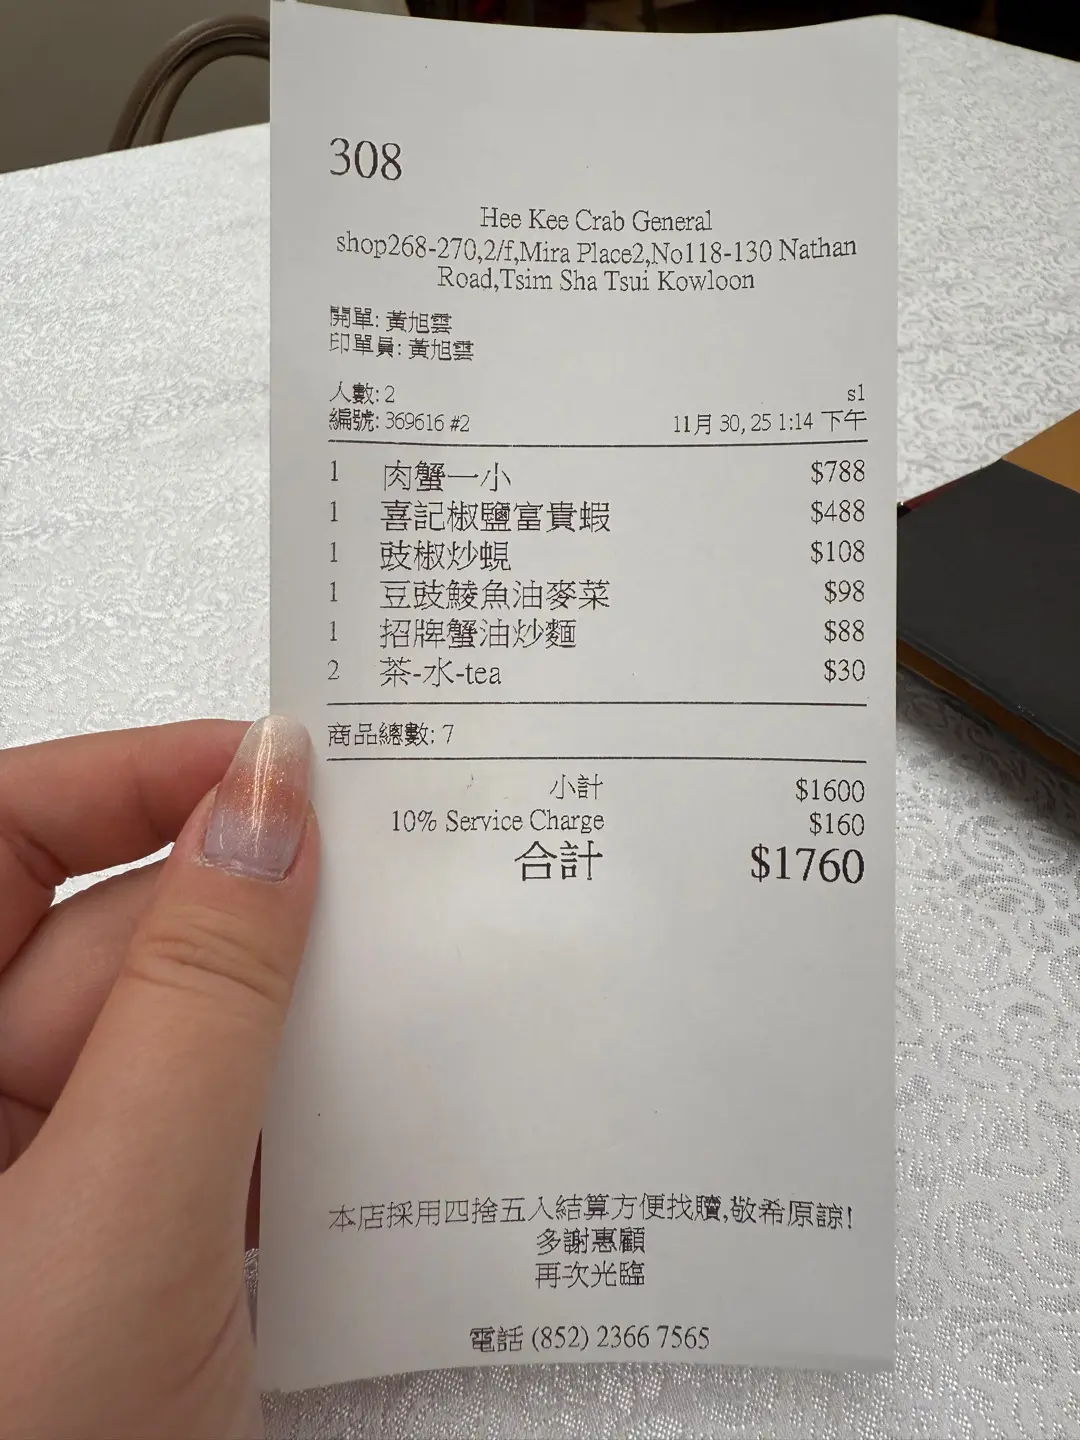 308
Hee Kee Crab General
shop268-270,2/f,Mira Place2,No118-130 Nathan
Road,Tsim Sha Tsui Kowloon
開單: 黃旭雲
印單員: 黃旭雲
人數: 2 s1
編號: 369616 #2 11月 30, 25 1:14 下午
1 肉蟹一小 $788
1 喜記椒鹽富貴蝦 $488
1 豉椒炒蜆 $108
1 豆豉鯪魚油麥菜 $98
1 招牌蟹油炒麵 $88
2 茶-水-tea $30
商品總數: 7
小計 $1600
10% Service Charge $160
合計 $1760
本店採用四捨五入結算方便找贖,敬希原諒!
多謝惠顧
再次光臨
電話 (852) 2366 7565